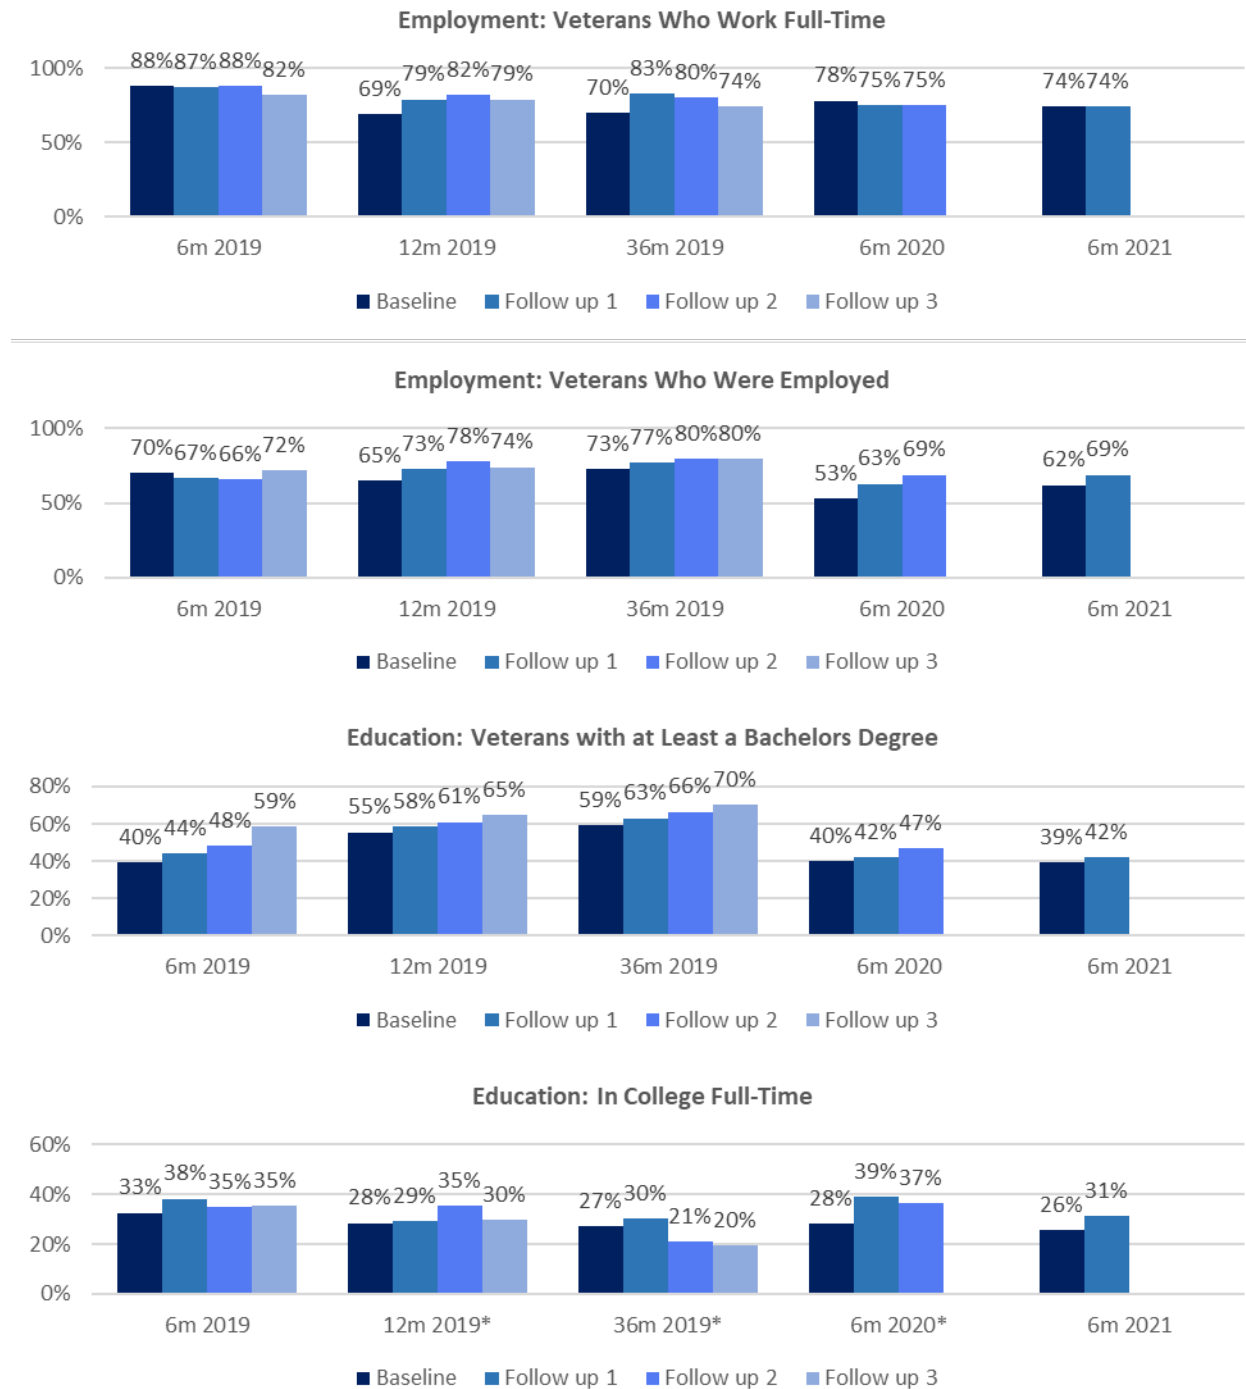 Employment: Veterans Who Work Full-Time
88% 87% 88% 82% 69% 79% 82% 79% 70% 83% 80% 74% 78% 75% 75% 74% 74%
100%
50%
0%
6m 2019 12m 2019 36m 2019 6m 2020 6m 2021
Baseline Follow up 1 Follow up 2 Follow up 3
Employment: Veterans Who Were Employed
70% 67% 66% 72% 65% 73% 78% 74% 73% 77% 80% 80% 53% 63% 69% 62% 69%
100%
50%
0%
6m 2019 12m 2019 36m 2019 6m 2020 6m 2021
Baseline Follow up 1 Follow up 2 Follow up 3
Education: Veterans with at Least a Bachelors Degree
40% 44% 48% 59% 55% 58% 61% 65% 59% 63% 66% 70% 40% 42% 47% 39% 42%
80%
60%
40%
20%
0%
6m 2019 12m 2019 36m 2019 6m 2020 6m 2021
Baseline Follow up 1 Follow up 2 Follow up 3
Education: In College Full-Time
33% 38% 35% 35% 28% 29% 35% 30% 27% 30% 21% 20% 28% 39% 37% 26% 31%
60%
40%
20%
0%
6m 2019 12m 2019* 36m 2019* 6m 2020* 6m 2021
Baseline Follow up 1 Follow up 2 Follow up 3